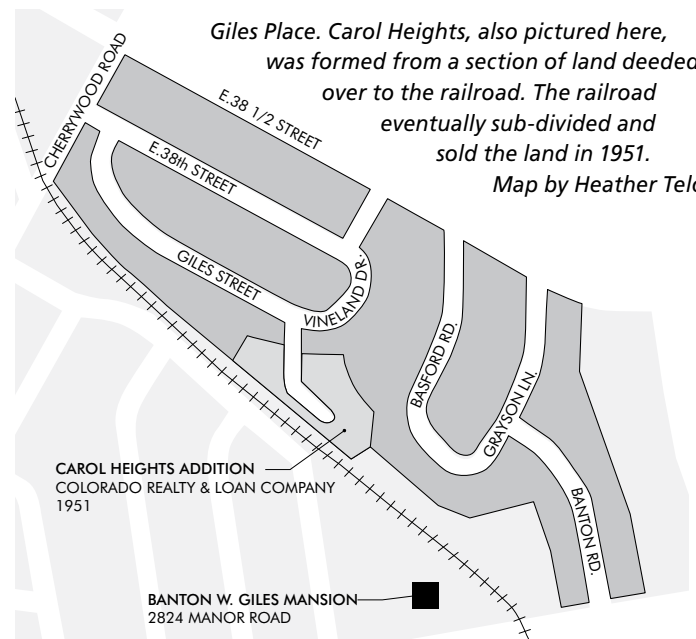 Giles Place. Carol Heights, also pictured here,
was formed from a section of land deeded
over to the railroad. The railroad
eventually sub-divided and
sold the land in 1951.
Map by Heather
CHERRYWOOD ROAD
E.38 1/2 STREET
E.38th STREET
GILES STREET
VINELAND DR.
BASFORD RD.
GRAYSON LN.
BANTON RD.
CAROL HEIGHTS ADDITION
COLORADO REALTY & LOAN COMPANY
1951
BANTON W. GILES MANSION
2824 MANOR ROAD